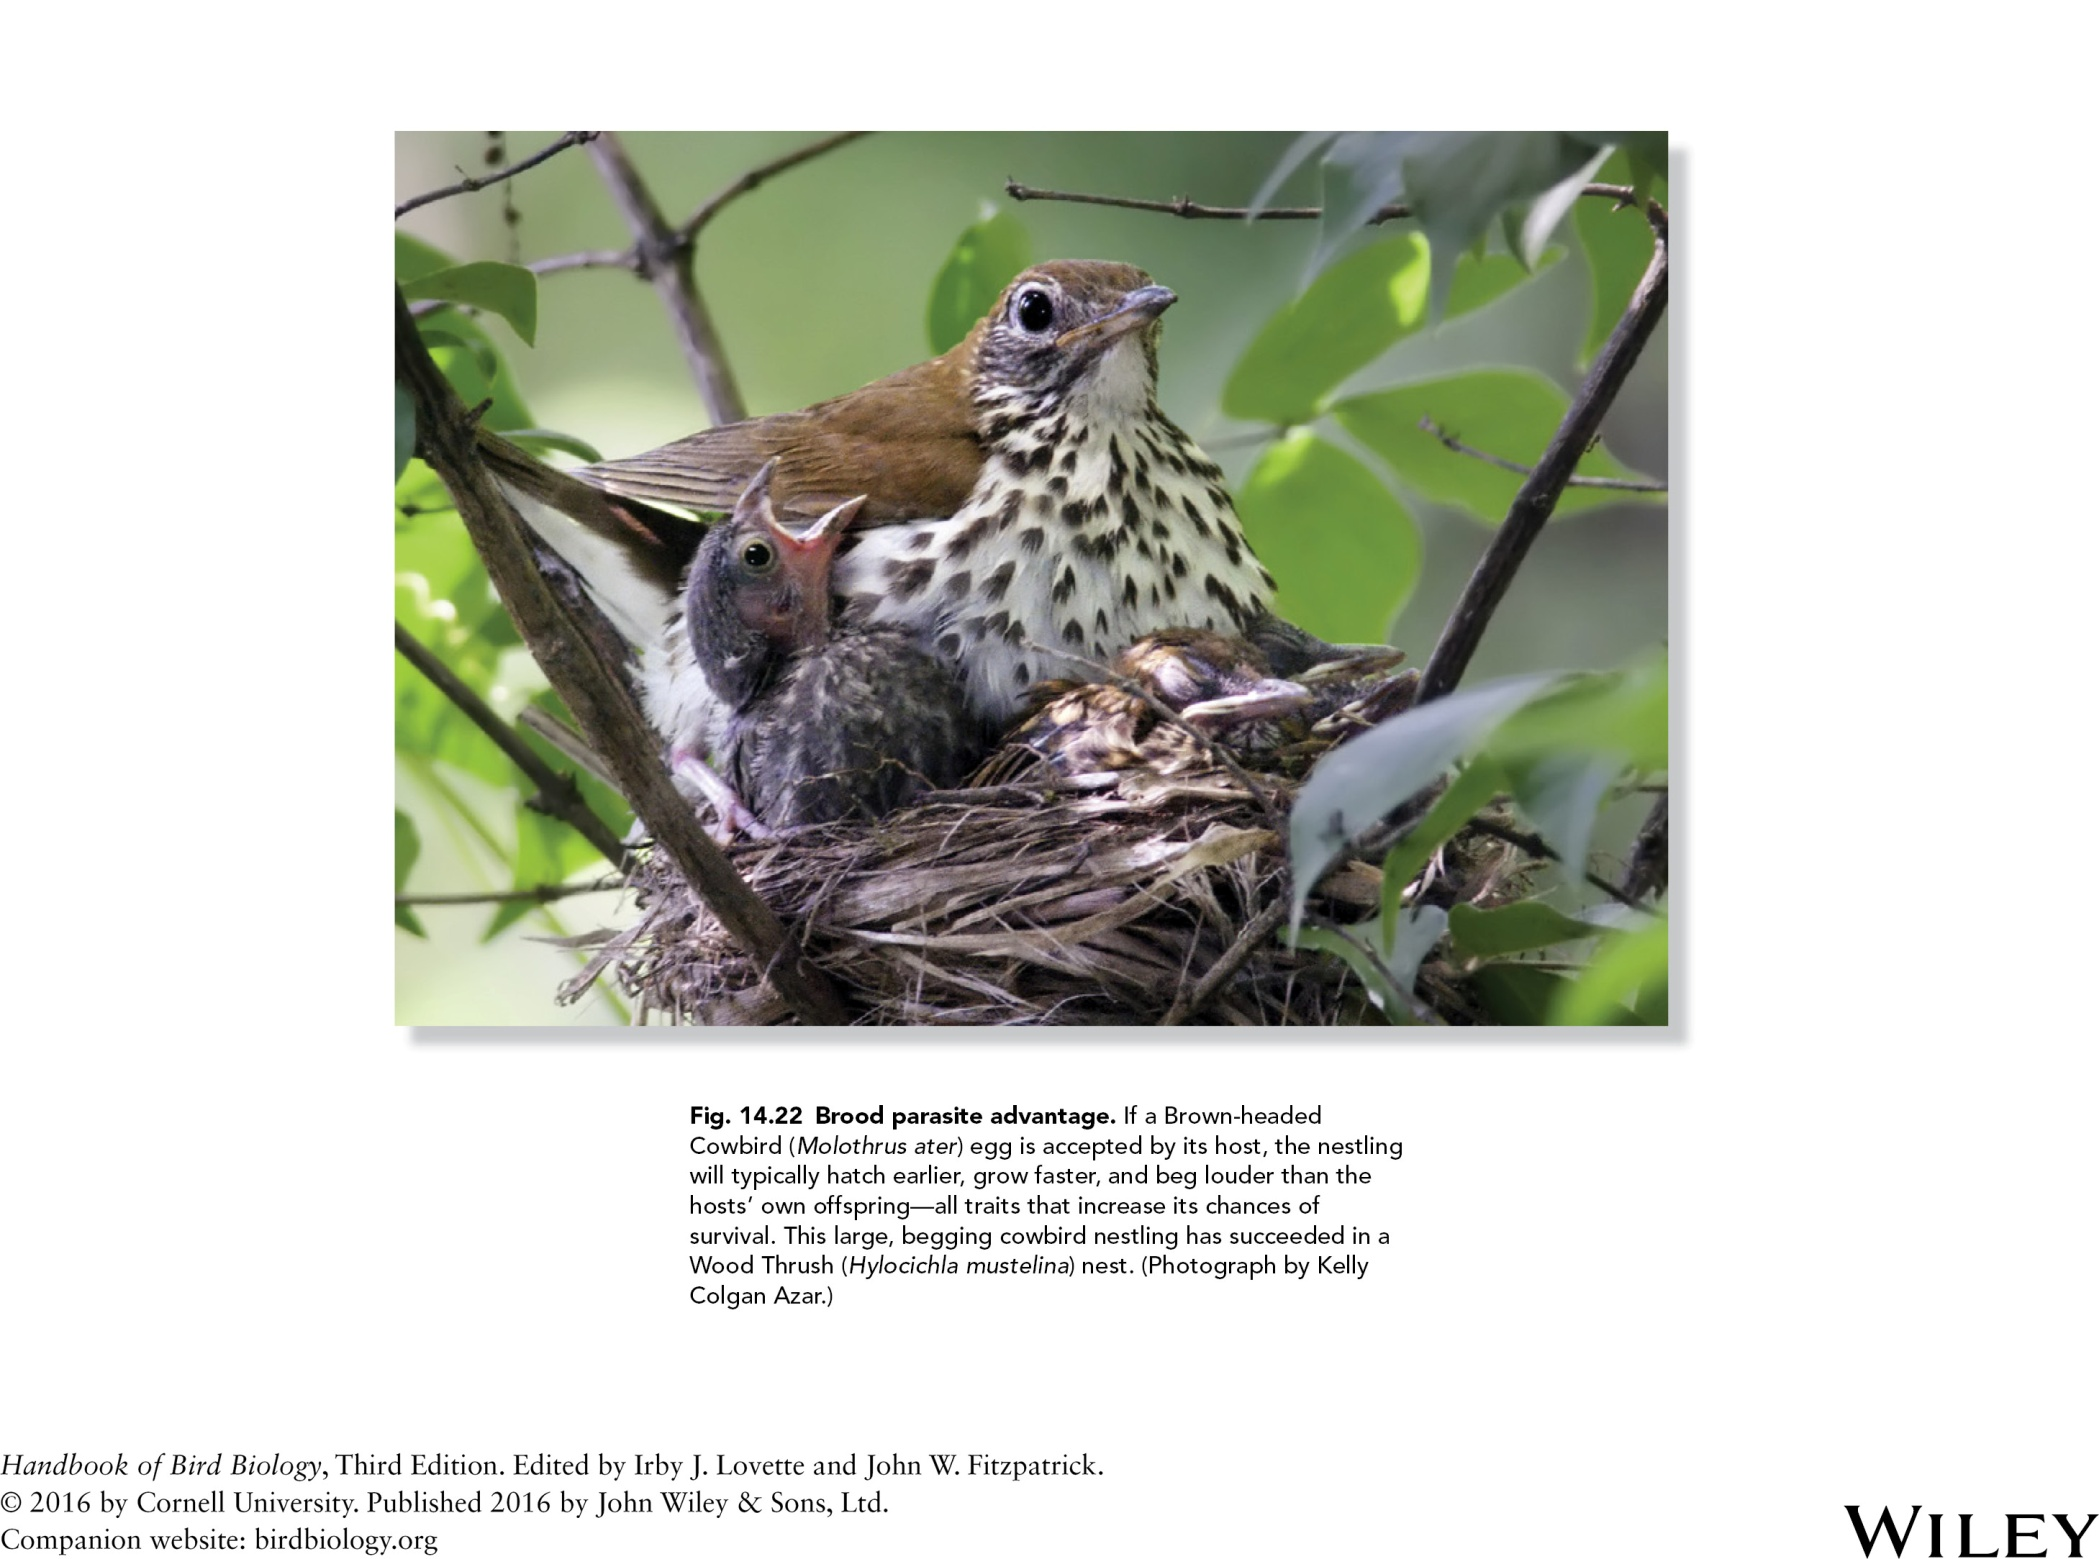 Fig. 14.22 Brood parasite advantage. If a Brown-headed
Cowbird (Molothrus ater) egg is accepted by its host, the nestling
will typically hatch earlier, grow faster, and beg louder than the
hosts’ own offspring—all traits that increase its chances of
survival. This large, begging cowbird nestling has succeeded in a
Wood Thrush (Hylocichla mustelina) nest. (Photograph by Kelly
Colgan Azar.)
Handbook of Bird Biology, Third Edition. Edited by Irby J. Lovette and John W. Fitzpatrick.
© 2016 by Cornell University. Published 2016 by John Wiley & Sons, Ltd.
Companion website: birdbiology.org
WILEY